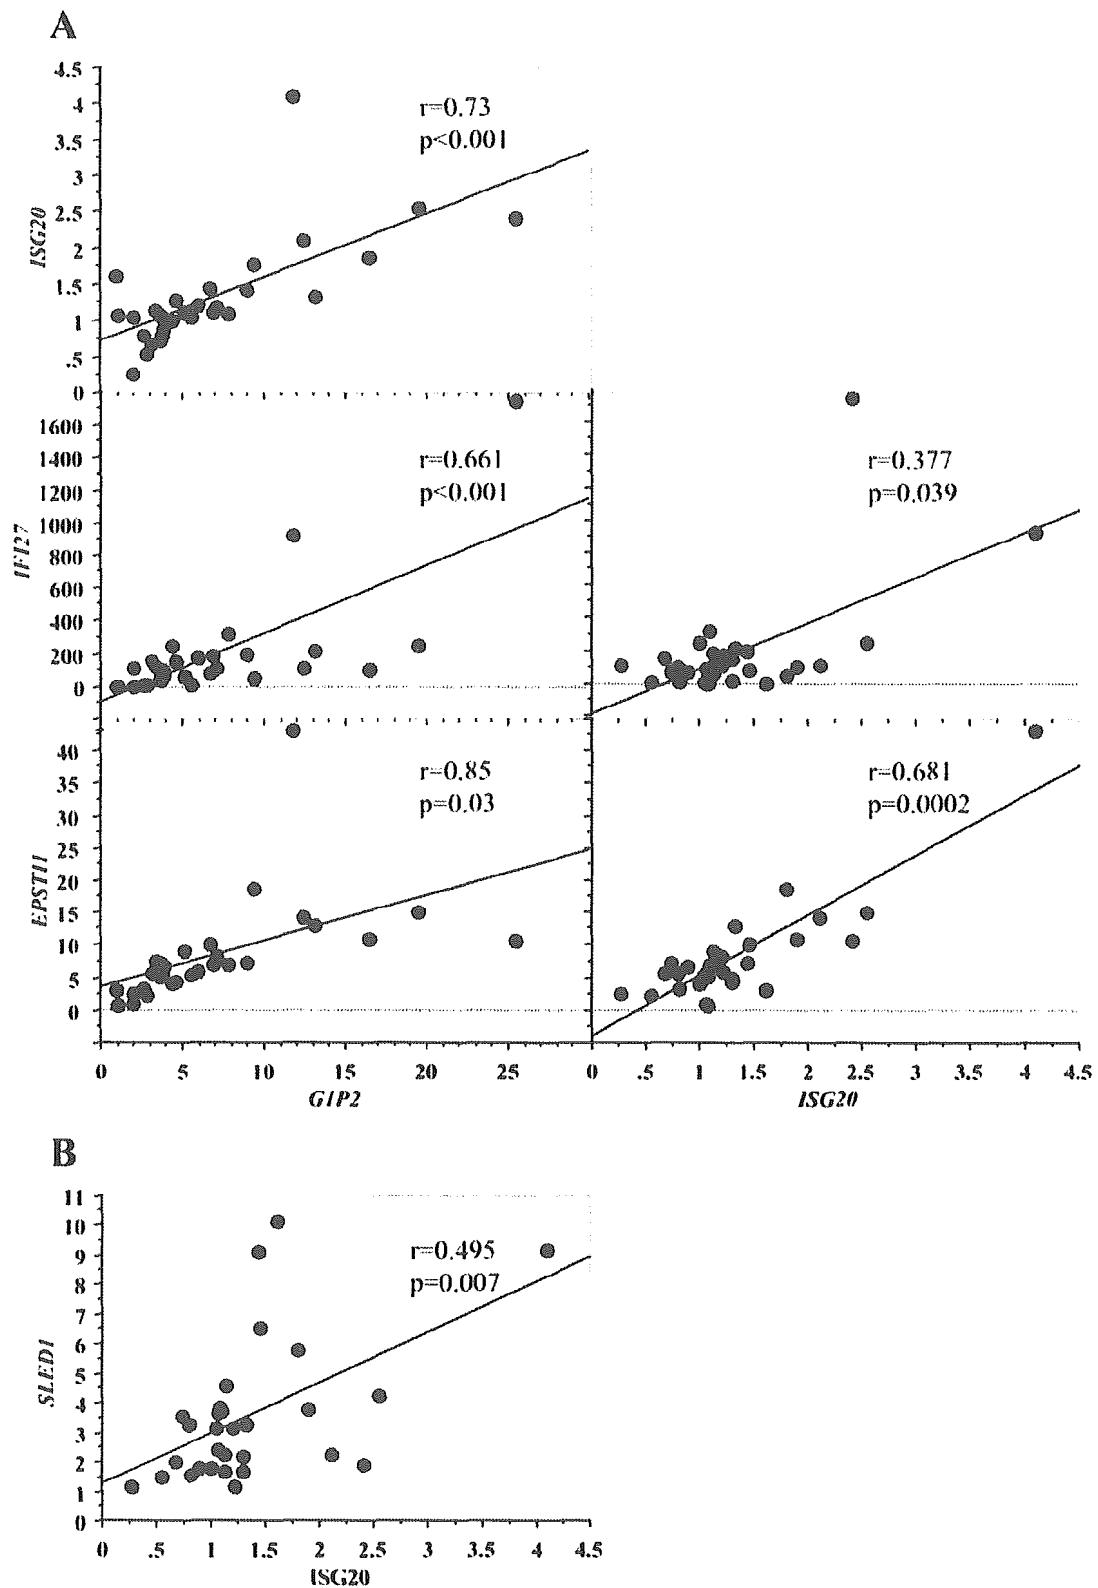 A
4.5
4
3.5
3
2.5
2
1.5
1
.5
0
ISG20
r=0.73
p<0.001
1600
1400
1200
1000
800
600
400
200
0
IFI27
r=0.661
p<0.001
r=0.377
p=0.039
40
35
30
25
20
15
10
5
0
EPSTI1
r=0.85
p=0.03
r=0.681
p=0.0002
0 5 10 15 20 25
G1P2
0 .5 1 1.5 2 2.5 3 3.5 4 4.5
ISG20
B
11
10
9
8
7
6
5
4
3
2
1
0
SLED1
r=0.495
p=0.007
0 .5 1 1.5 2 2.5 3 3.5 4 4.5
ISG20